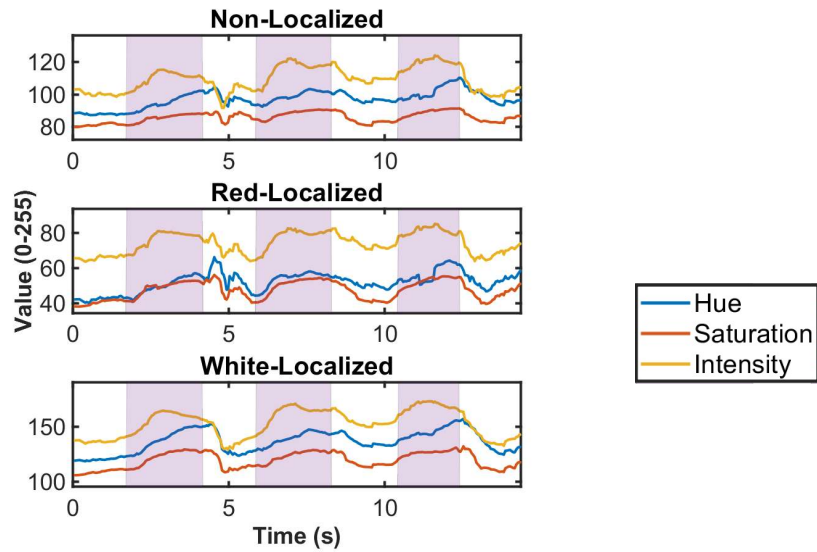 Non-Localized
120
100
80
0 5 10
Red-Localized
80
60
40
0 5 10
White-Localized
150
100
0 5 10
Value (0-255)
Time (s)
Hue
Saturation
Intensity